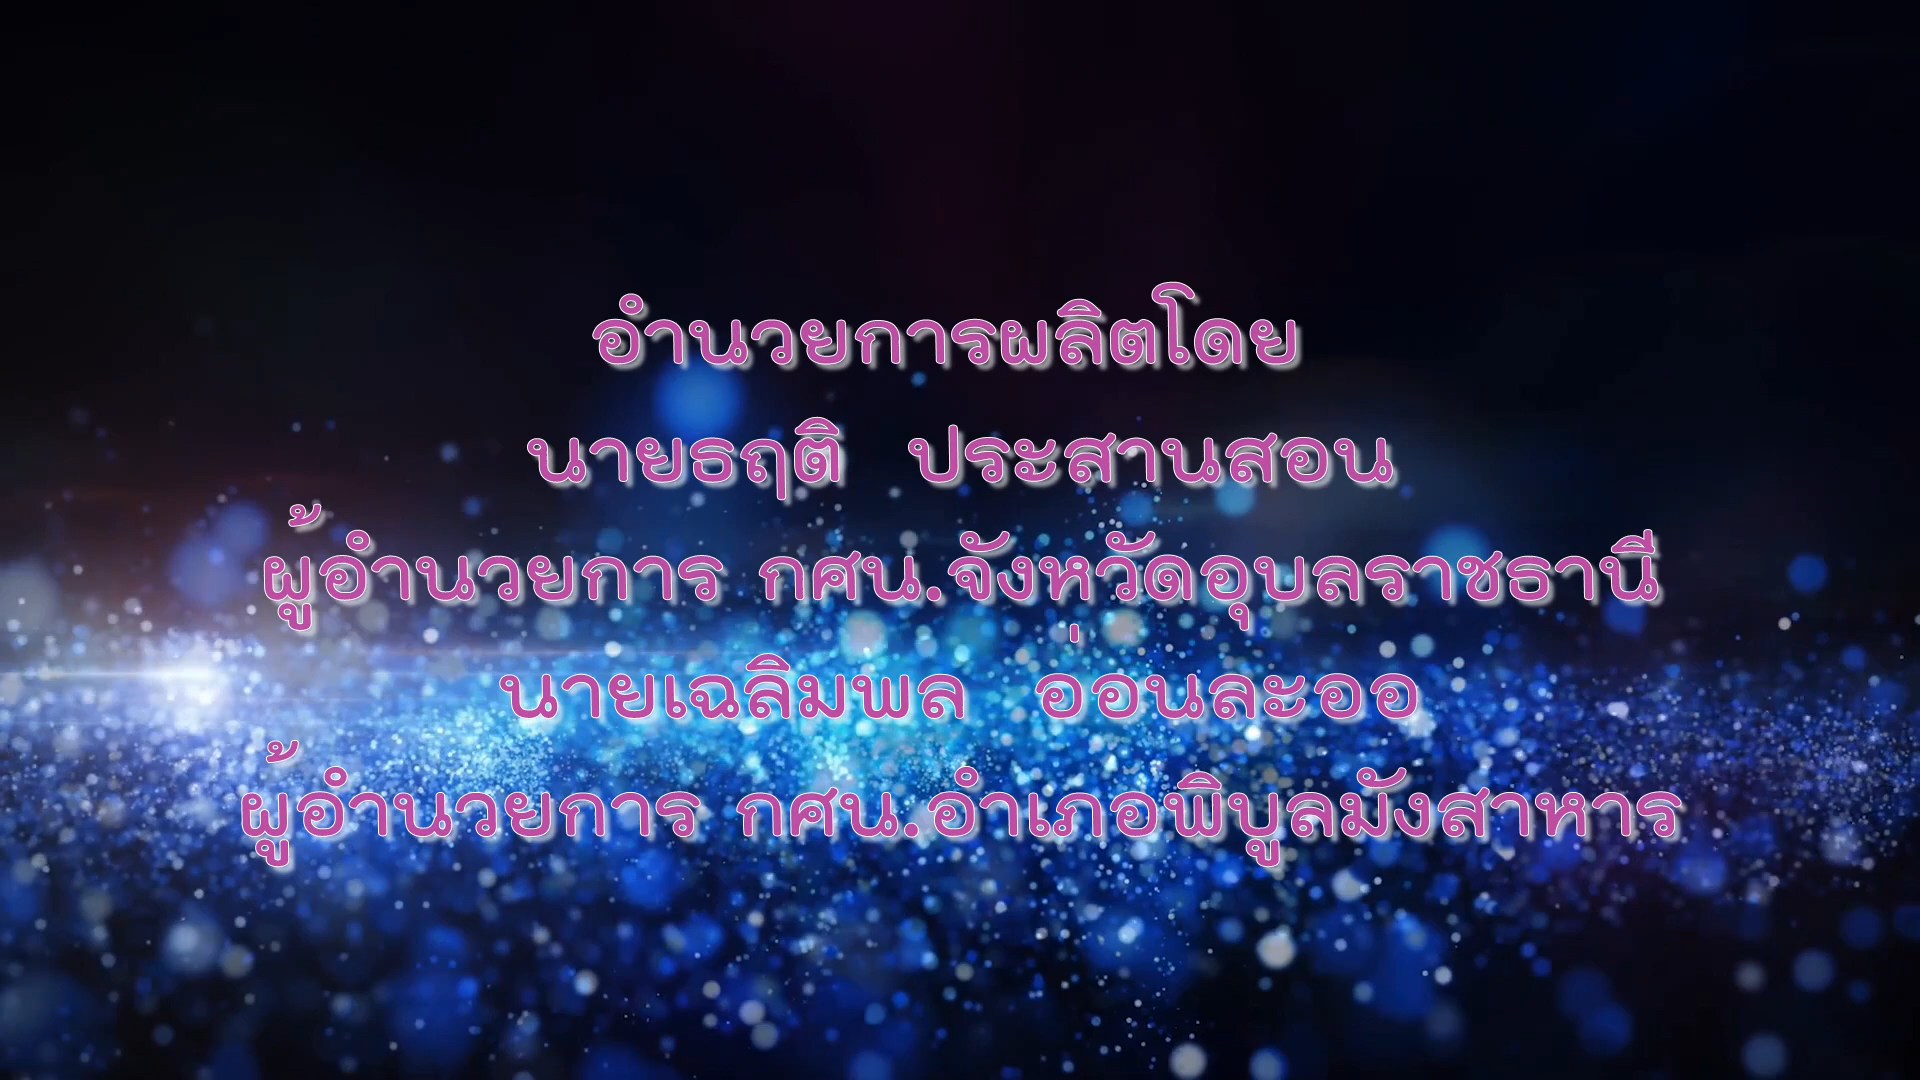 อำนวยการผลิตโดย
นายธฤติ ประสานสอน
ผู้อำนวยการ กศน.จังหวัดอุบลราชธานี
นายเฉลิมพล อ่อนละออ
ผู้อำนวยการ กศน.อำเภอพิบูลมังสาหาร